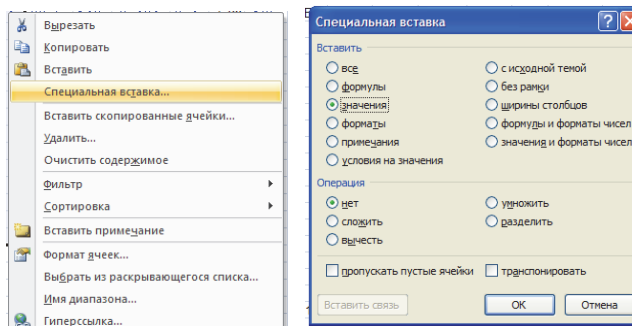 Вырезать
Копировать
Вставить
Специальная вставка...
Вставить скопированные ячейки...
Удалить...
Очистить содержимое
Фильтр
Сортировка
Вставить примечание
Формат ячеек...
Выбрать из раскрывающегося списка...
Имя диапазона...
Гиперссылка...
Специальная вставка
Вставить
все
с исходной темой
формулы
без рамки
значения
ширины столбцов
форматы
формулы и форматы чисел
примечания
значения и форматы чисел
условия на значения
Операция
нет
умножить
сложить
разделить
вычесть
пропускать пустые ячейки
транспонировать
Вставить связь
ОК
Отмена